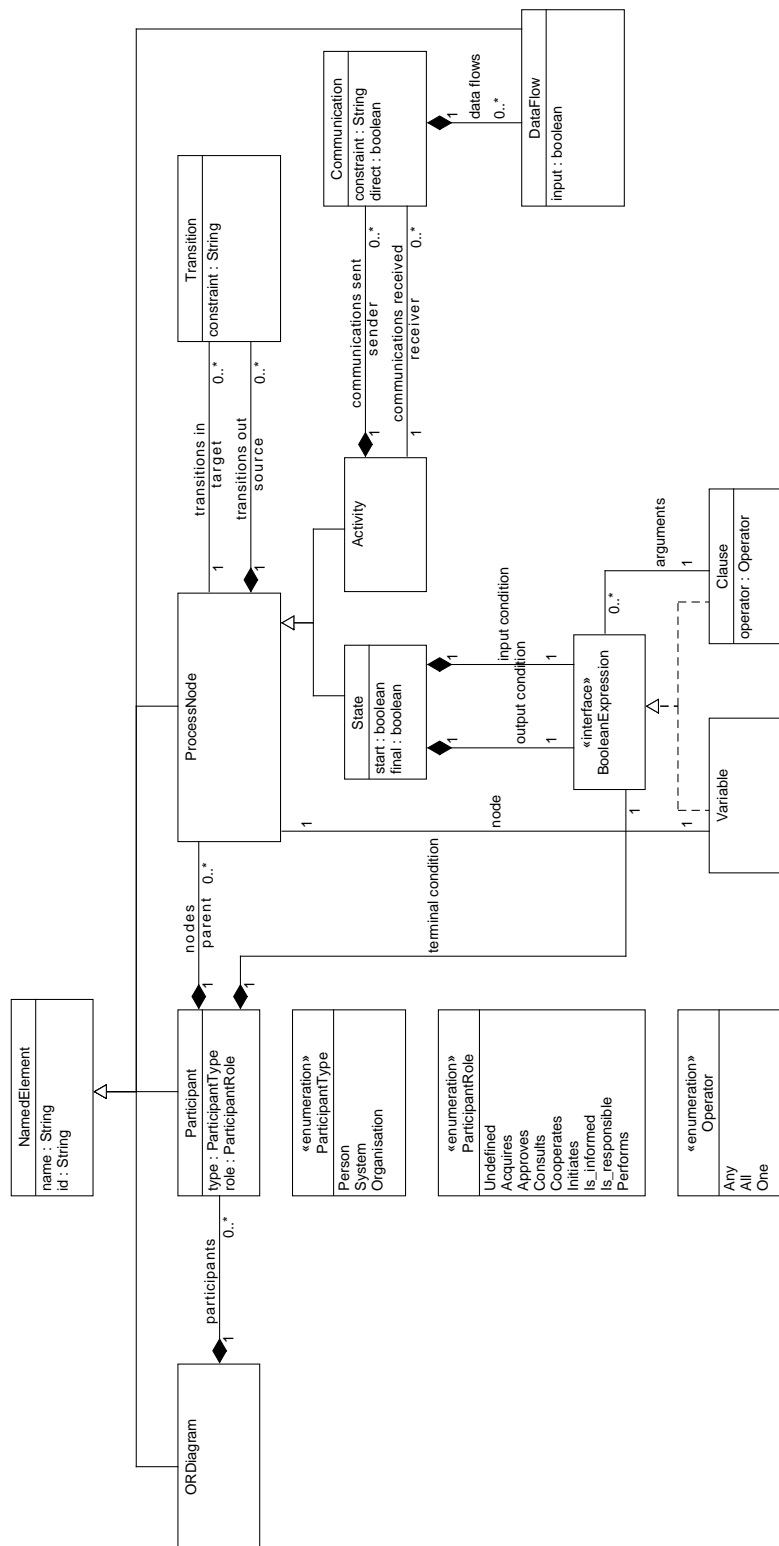 NamedElement
name : String
id : String
ORDiagram
1
participants
0..*
Participant
type : ParticipantType
role : ParticipantRole
1
nodes
parent
0..*
1
terminal condition
1
ProcessNode
1
transitions in
target
0..*
1
transitions out
source
0..*
Transition
constraint : String
1
node
1
State
start : boolean
final : boolean
Activity
1
communications sent
sender
0..*
1
communications received
receiver
0..*
Communication
constraint : String
direct : boolean
1
data flows
0..*
DataFlow
input : boolean
1
output condition
1
1
input condition
1
«interface»
BooleanExpression
0..*
arguments
1
Variable
Clause
operator : Operator
«enumeration»
ParticipantType
Person
System
Organisation
«enumeration»
ParticipantRole
Undefined
Acquires
Approves
Consults
Cooperates
Initiates
Is_informed
Is_responsible
Performs
«enumeration»
Operator
Any
All
One